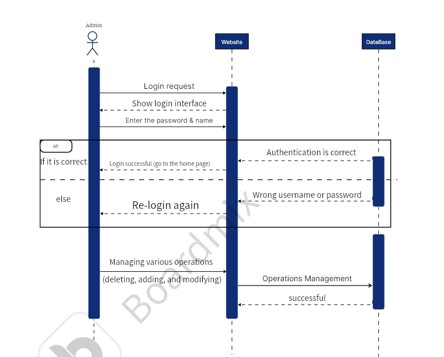 Admin
Website
DataBase
Login request
Show login interface
Enter the password & name
alt
If it is correct
Authentication is correct
Login successful (go to the home page)
else
Wrong username or password
Re-login again
Managing various operations
(deleting, adding, and modifying)
Operations Management
successful
Boardmix